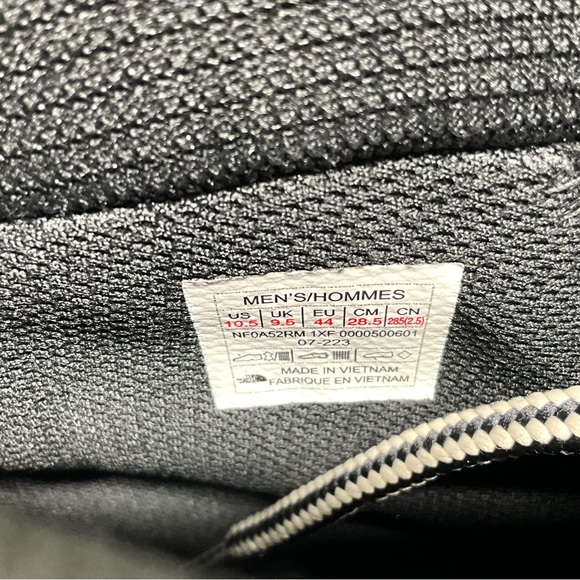 MEN'S/HOMMES
US UK EU CM CN
10.5 9.5 44 28.5 285(2.5)
NF0A52RM 1XF 0000500601
07-223
MADE IN VIETNAM
FABRIQUE EN VIETNAM